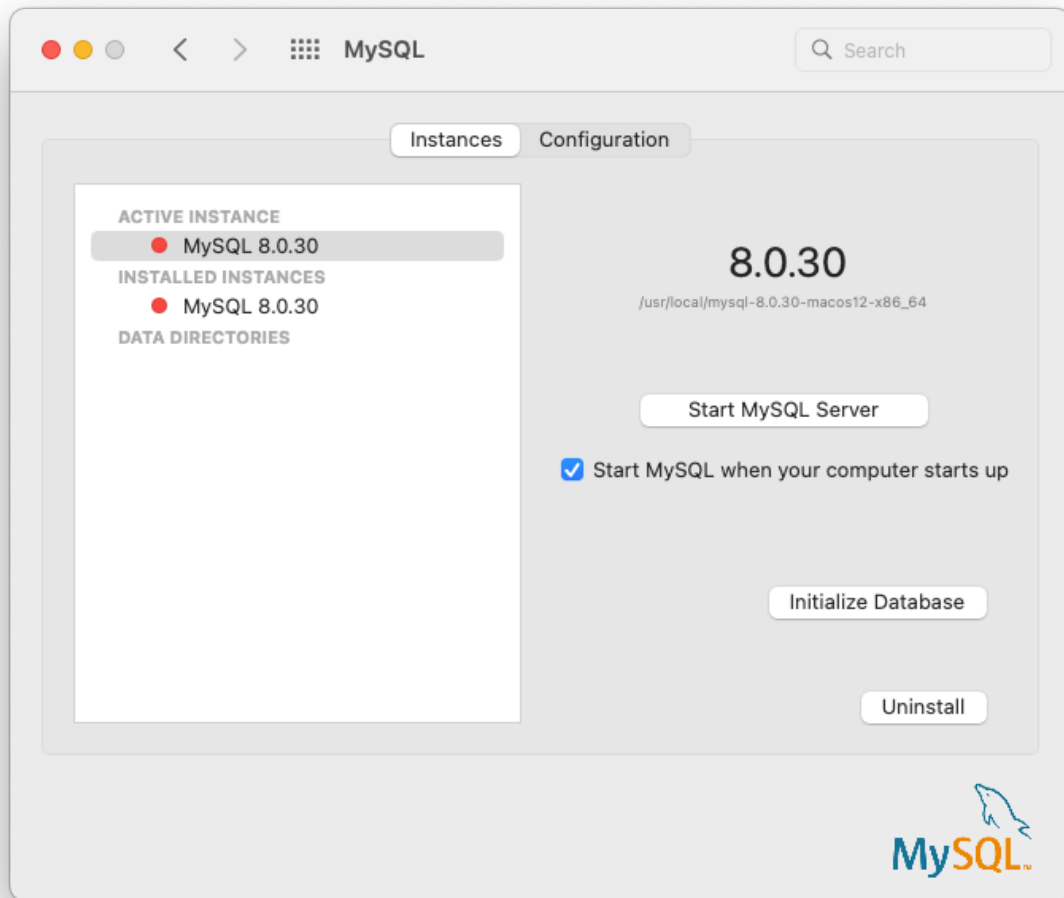 MySQL
Search
Instances
Configuration
ACTIVE INSTANCE
MySQL 8.0.30
INSTALLED INSTANCES
MySQL 8.0.30
DATA DIRECTORIES
8.0.30
/usr/local/mysql-8.0.30-macos12-x86_64
Start MySQL Server
Start MySQL when your computer starts up
Initialize Database
Uninstall
MySQL™